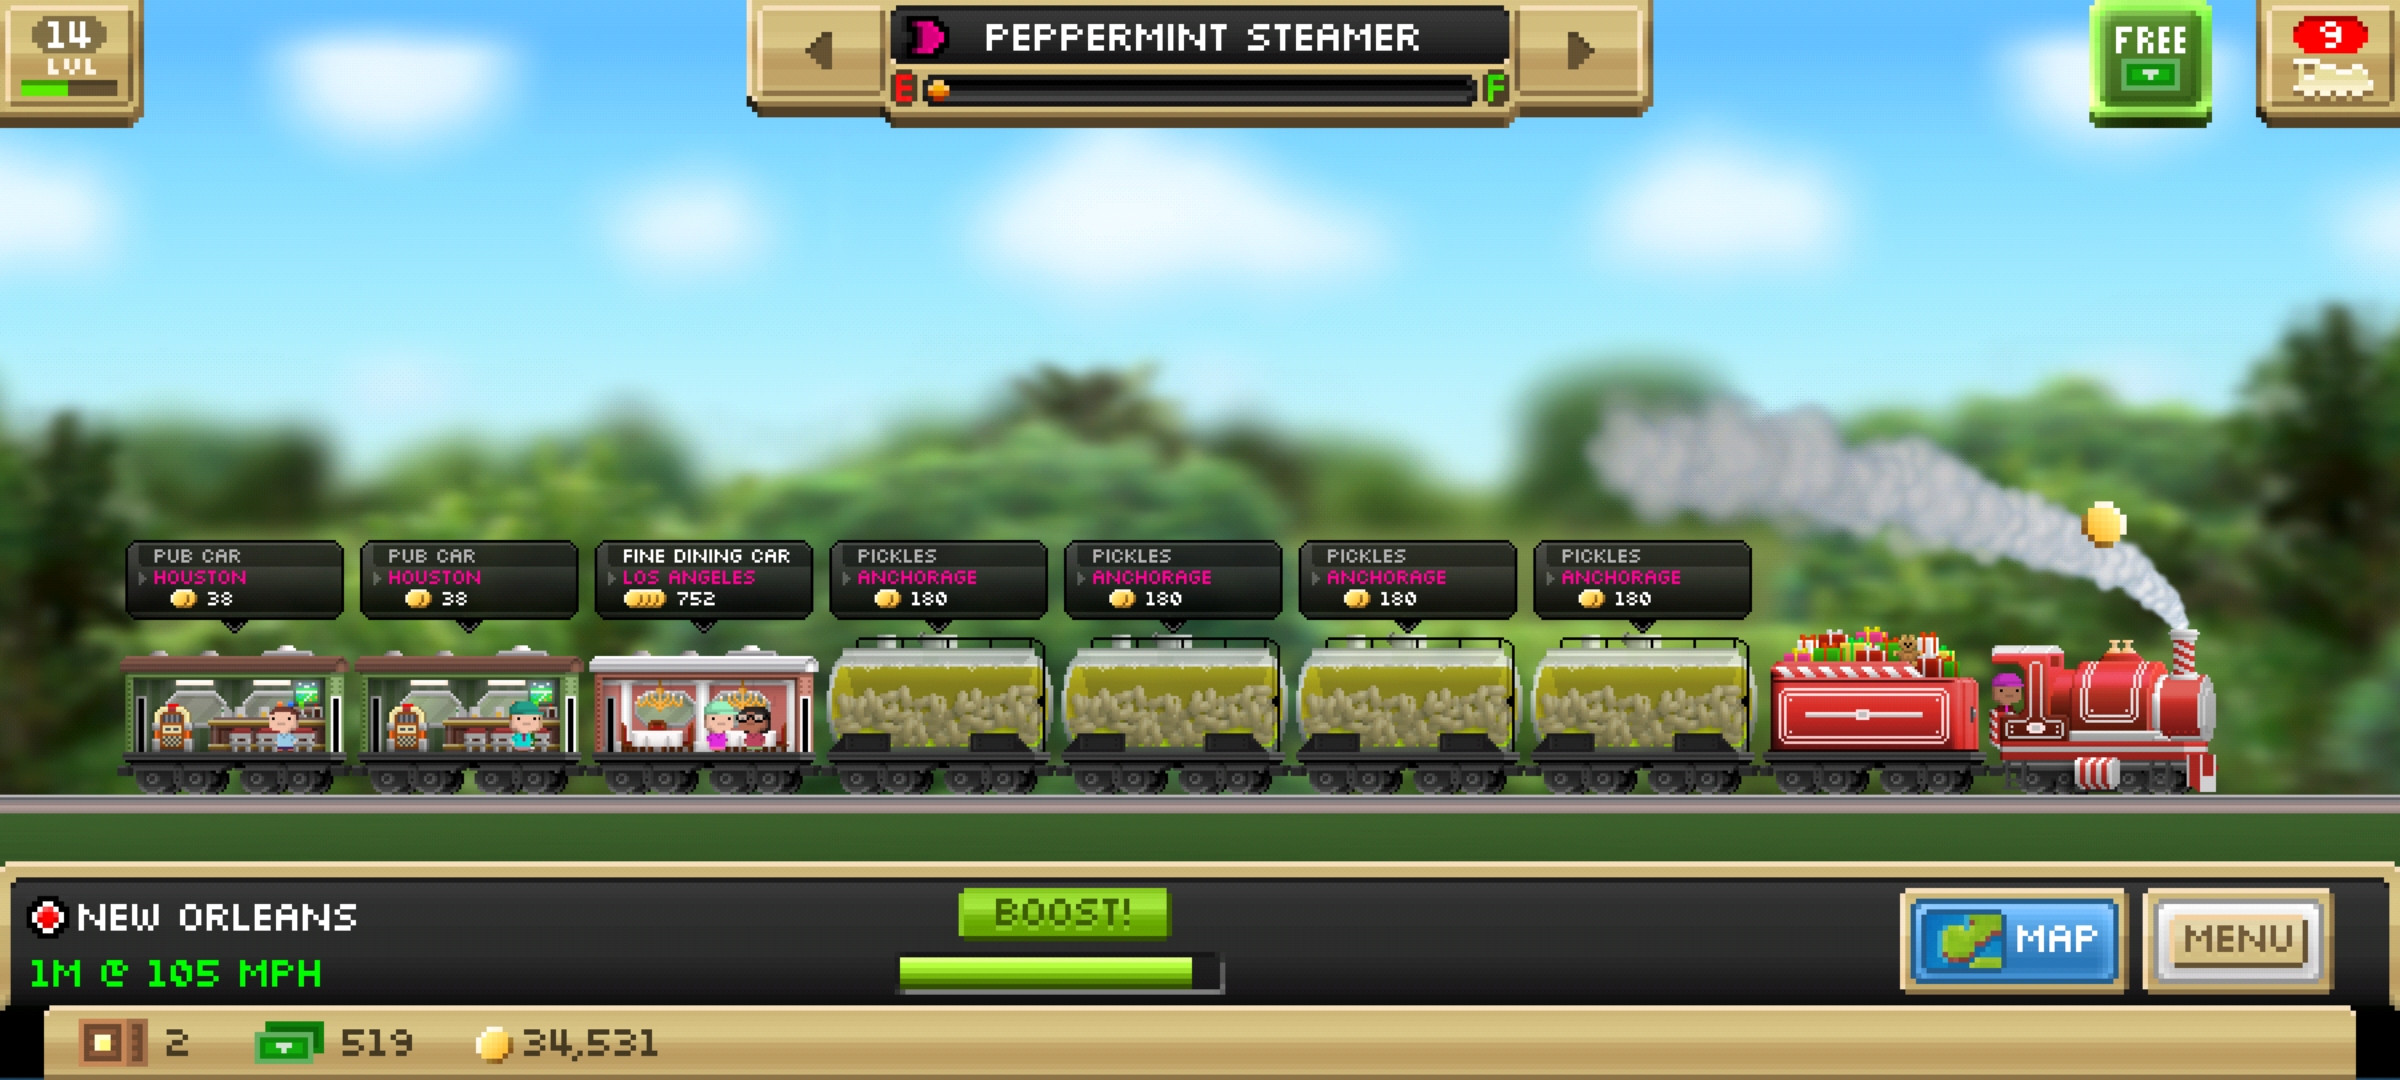 14
LVL
PEPPERMINT STEAMER
E F
FREE
9
PUB CAR
HOUSTON
38
PUB CAR
HOUSTON
38
FINE DINING CAR
LOS ANGELES
752
PICKLES
ANCHORAGE
180
PICKLES
ANCHORAGE
180
PICKLES
ANCHORAGE
180
PICKLES
ANCHORAGE
180
NEW ORLEANS
1M @ 105 MPH
BOOST!
MAP
MENU
2
519
34,531